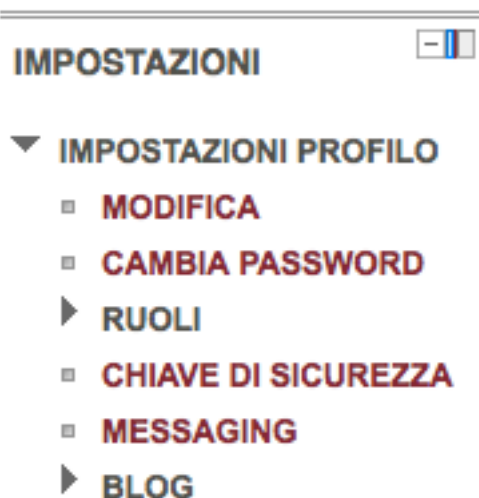 IMPOSTAZIONI
IMPOSTAZIONI PROFILO
MODIFICA
CAMBIA PASSWORD
RUOLI
CHIAVE DI SICUREZZA
MESSAGING
BLOG